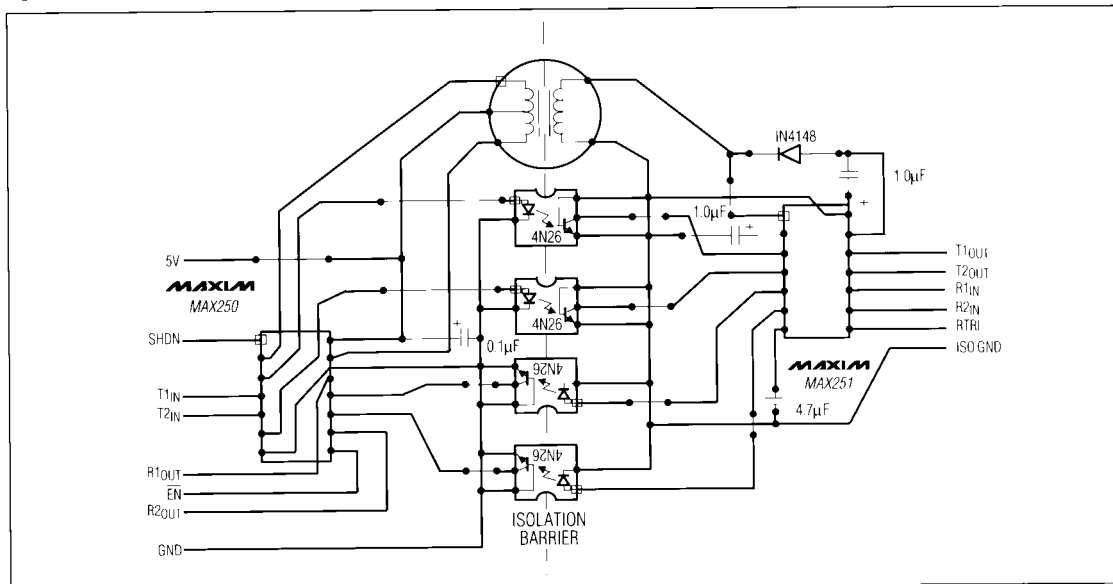 iN4148
1.0µF
1.0µF
+
+
4N26
5V
MAXIM
MAX250
4N26
SHDN
+
0.1µF
T1IN
T2IN
4N26
4N26
R1OUT
EN
R2OUT
GND
ISOLATION
BARRIER
T1OUT
T2OUT
R1IN
R2IN
RTRI
ISO GND
MAXIM
MAX251
4.7µF